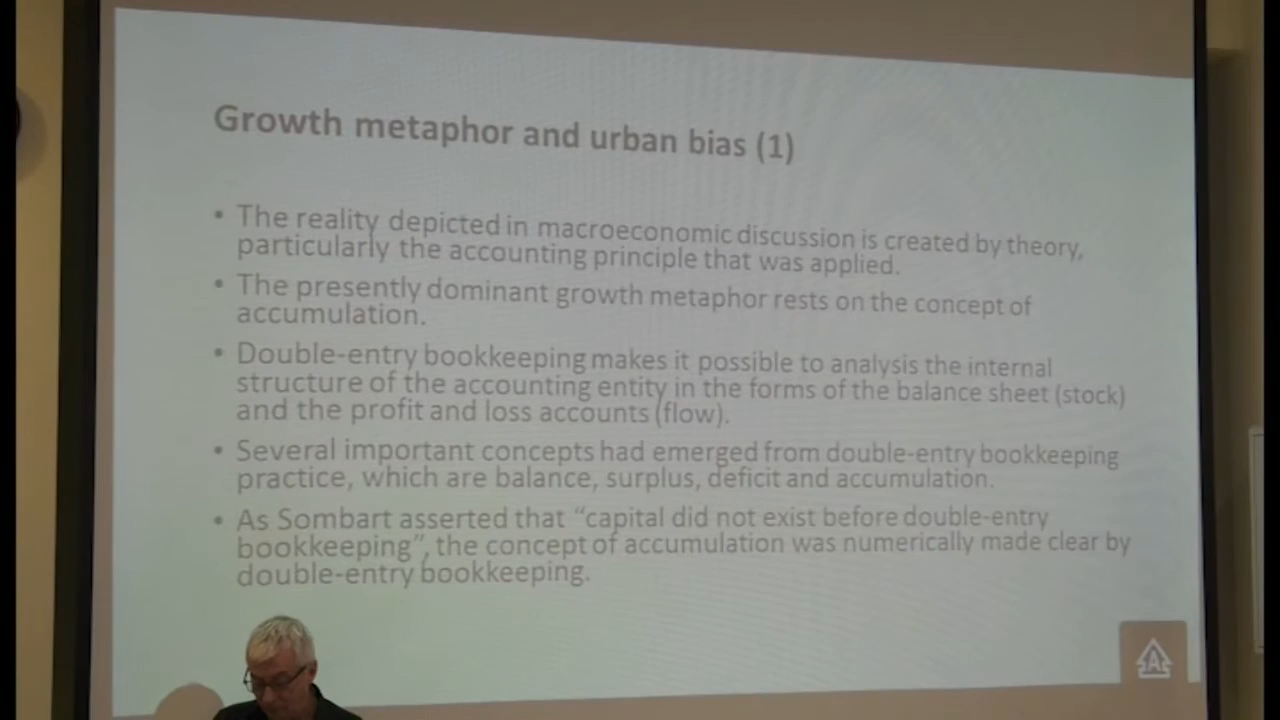 Growth metaphor and urban bias (1)
• The reality depicted in macroeconomic discussion is created by theory,
particularly the accounting principle that was applied.
• The presently dominant growth metaphor rests on the concept of
accumulation.
• Double-entry bookkeeping makes it possible to analysis the internal
structure of the accounting entity in the forms of the balance sheet (stock)
and the profit and loss accounts (flow).
• Several important concepts had emerged from double-entry bookkeeping
practice, which are balance, surplus, deficit and accumulation.
• As Sombart asserted that “capital did not exist before double-entry
bookkeeping”, the concept of accumulation was numerically made clear by
double-entry bookkeeping.
A